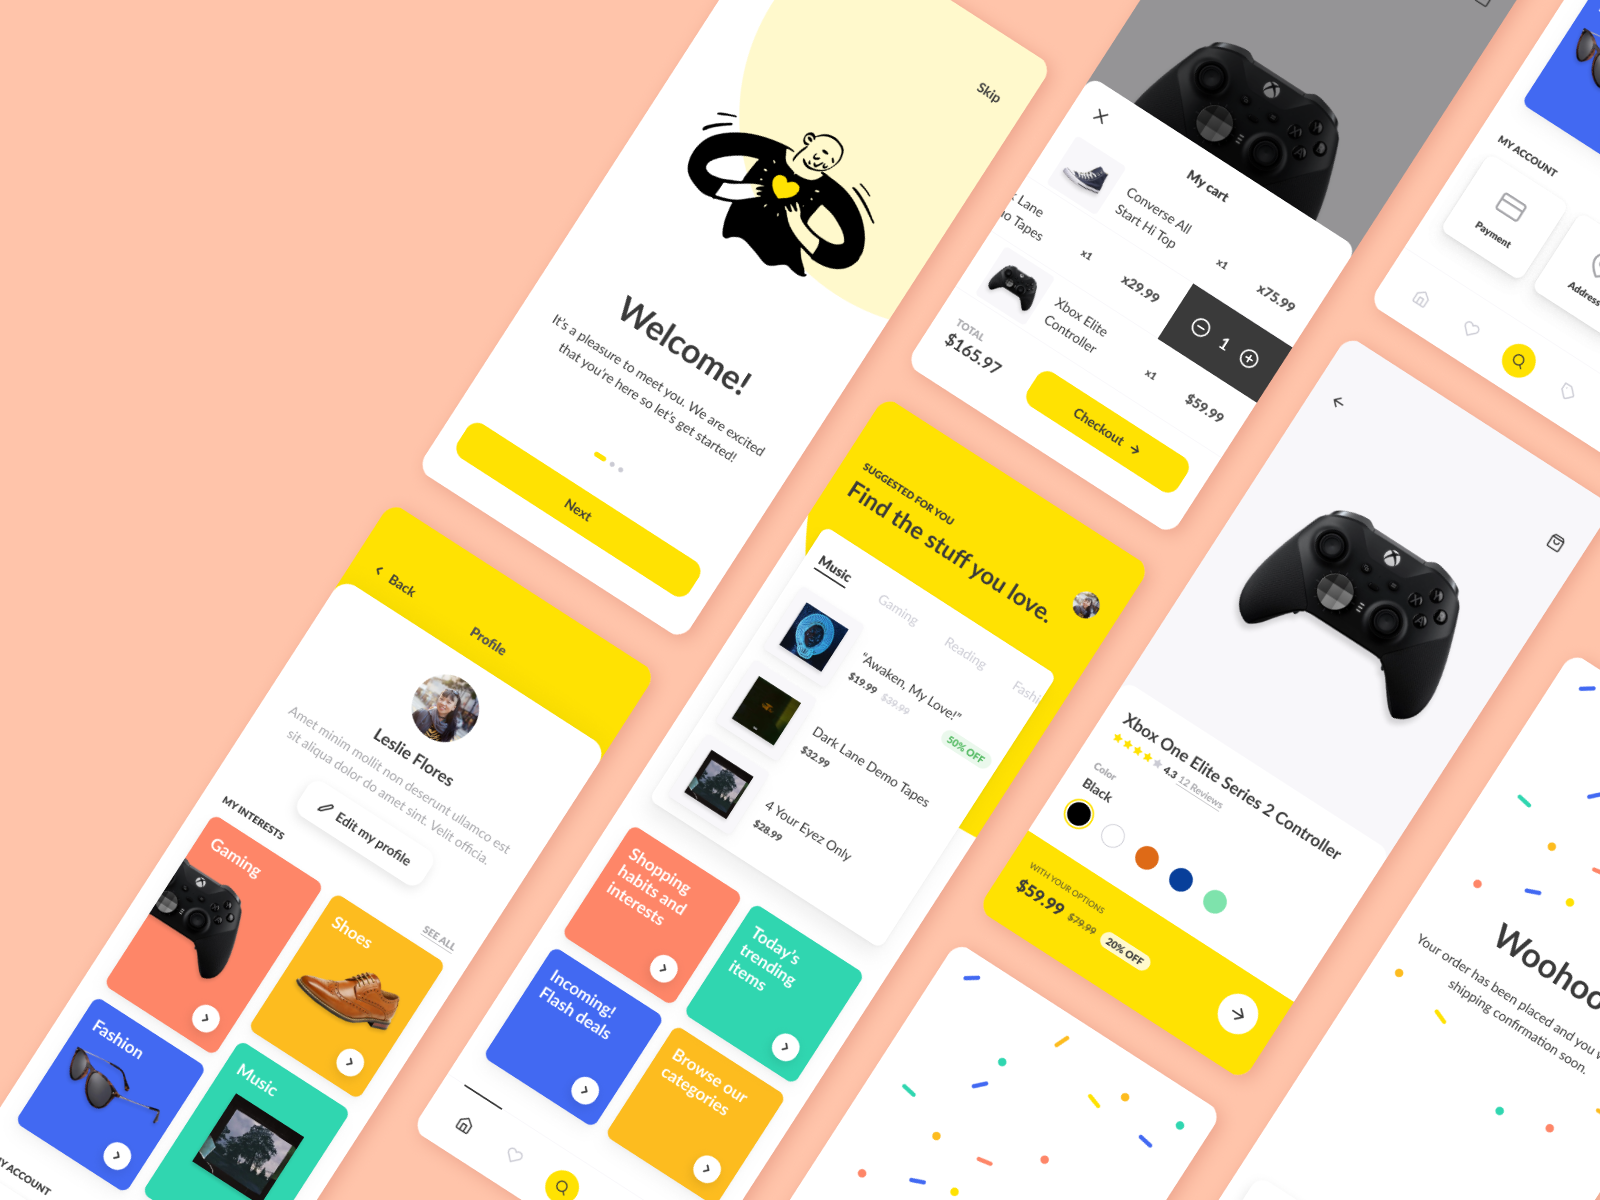 Skip
Welcome!
It's a pleasure to meet you. We are excited
that you're here so let's get started!
Next
My cart
Converse All
Start Hi Top
x1
x75.99
Lane
Tapes
x1
x29.99
Xbox Elite
Controller
x1
$59.99
1
TOTAL
$165.97
Checkout
MY ACCOUNT
Payment
Address
Back
Profile
Leslie Flores
Amet minim mollit non deserunt ullamco est
sit aliqua dolor do amet sint. Velit officia.
Edit my profile
MY INTERESTS
SEE ALL
Gaming
Shoes
Fashion
Music
MY ACCOUNT
SUGGESTED FOR YOU
Find the stuff you love.
Music
Gaming
Reading
Fashi
“Awaken, My Love!”
$19.99 $39.99
50% OFF
Dark Lane Demo Tapes
$32.99
4 Your Eyez Only
$28.99
Shopping
habits and
interests
Today's
trending
items
Incoming!
Flash deals
Browse our
categories
Xbox One Elite Series 2 Controller
4.3 12 Reviews
Color
Black
WITH YOUR OPTIONS
$59.99 $79.99 20% OFF
Woohoo
Your order has been placed and you
shipping confirmation soon.